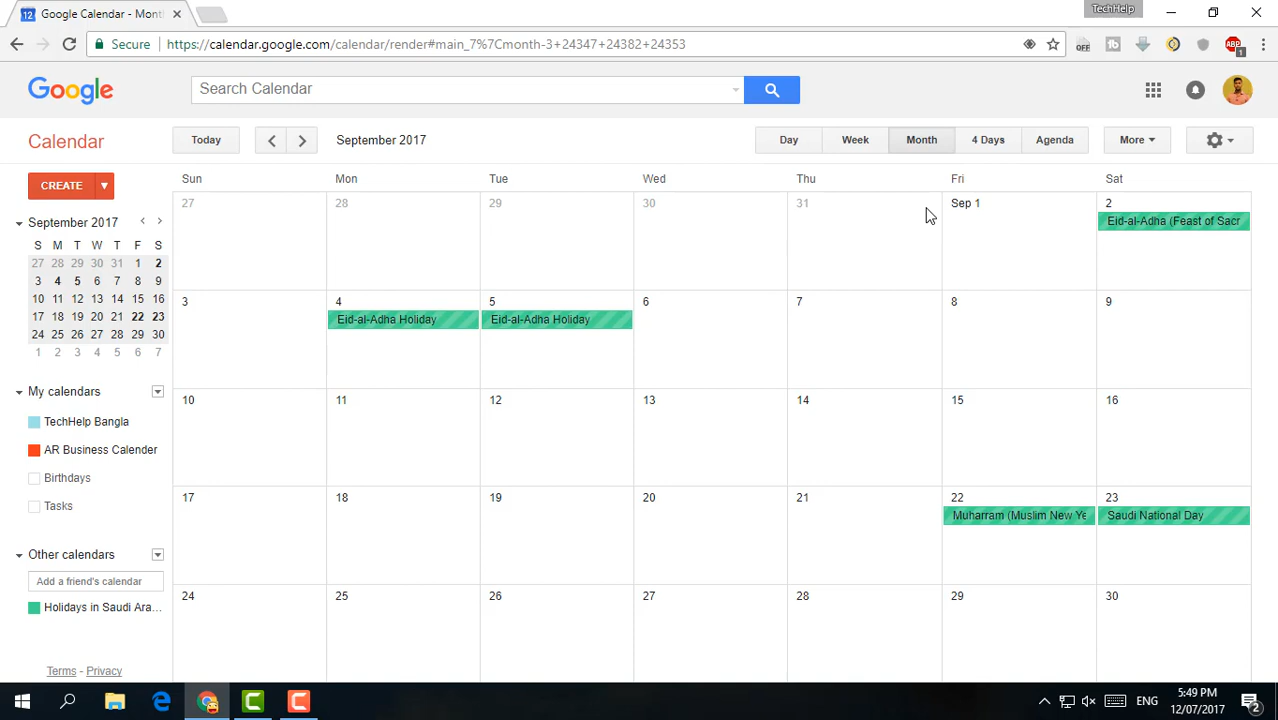 Google Calendar - Mont
TechHelp
Secure https://calendar.google.com/calendar/render#main_7%7Cmonth-3+24347+24382+24353
OFF
ABP
1
Google
Search Calendar
Calendar
Today
September 2017
Day Week Month 4 Days Agenda
More
CREATE
September 2017
S M T W T F S
27 28 29 30 31 1 2
3 4 5 6 7 8 9
10 11 12 13 14 15 16
17 18 19 20 21 22 23
24 25 26 27 28 29 30
1 2 3 4 5 6 7
My calendars
TechHelp Bangla
AR Business Calender
Birthdays
Tasks
Other calendars
Add a friend's calendar
Holidays in Saudi Ara...
Terms - Privacy
Sun Mon Tue Wed Thu Fri Sat
27 28 29 30 31 Sep 1 2
Eid-al-Adha (Feast of Sacr
3 4 5 6 7 8 9
Eid-al-Adha Holiday Eid-al-Adha Holiday
10 11 12 13 14 15 16
17 18 19 20 21 22 23
Muharram (Muslim New Ye Saudi National Day
24 25 26 27 28 29 30
ENG
5:49 PM
12/07/2017
2